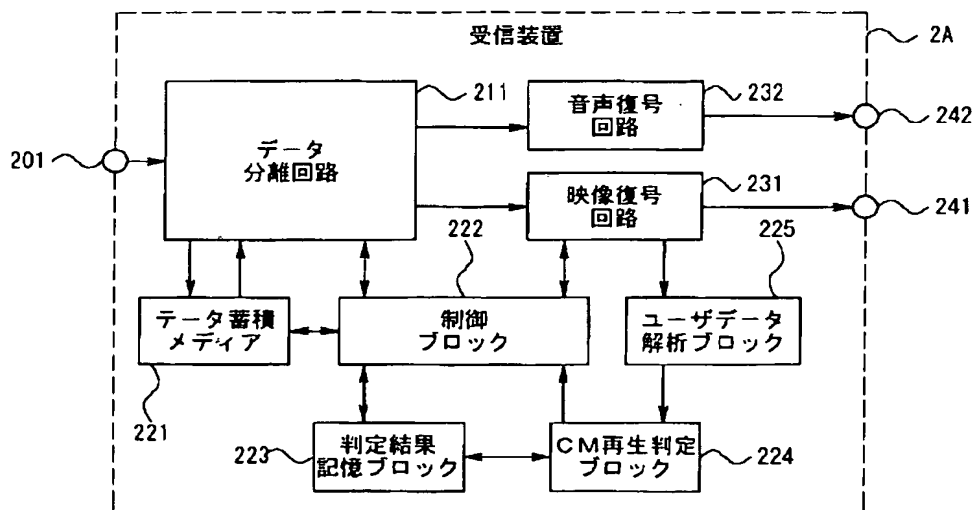 受信装置
2A
211
232
データ
分離回路
音声復号
回路
242
201
231
映像復号
回路
241
222
225
テータ蓄積
メディア
制御
ブロック
ユーザデータ
解析ブロック
221
223
判定結果
記憶ブロック
CM再生判定
ブロック
224